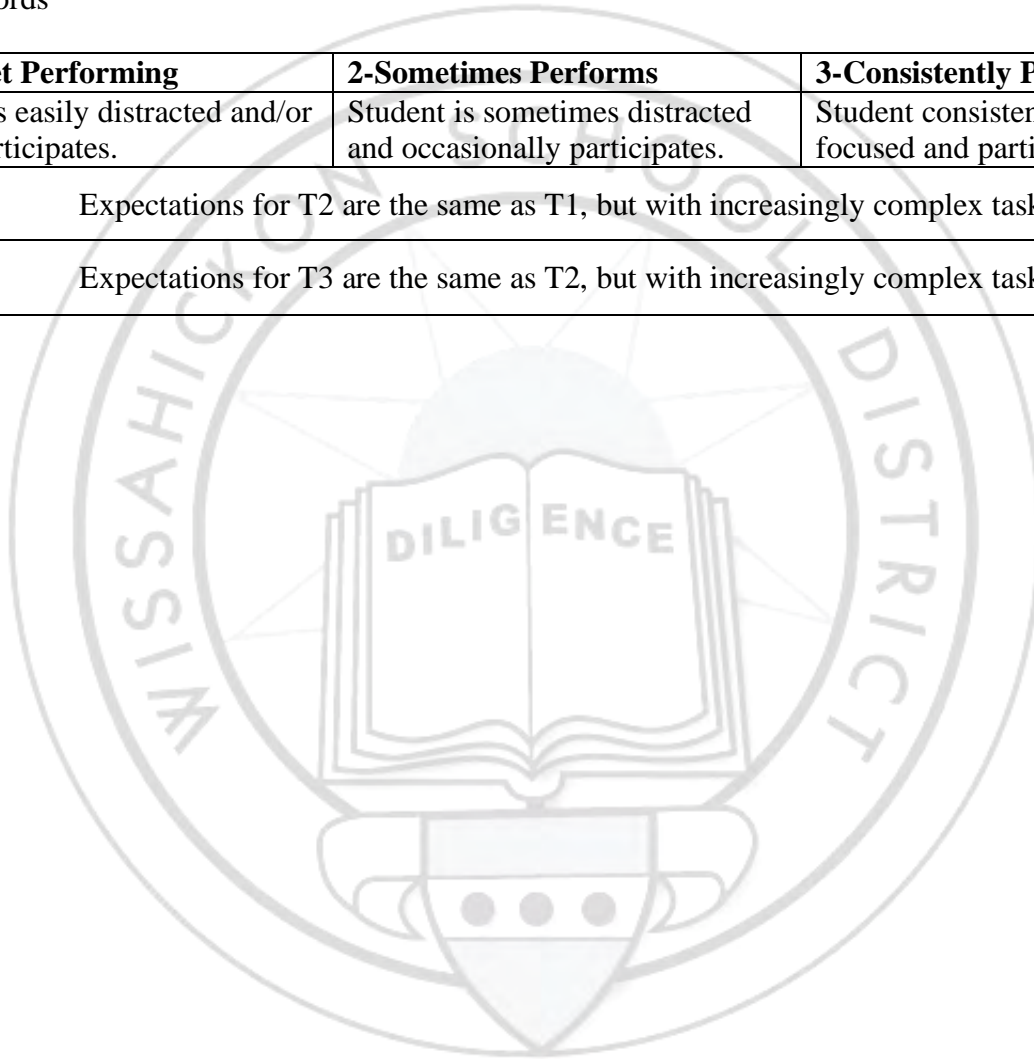 ords
et Performing 2-Sometimes Performs 3-Consistently P
s easily distracted and/or Student is sometimes distracted Student consisten
rticipates. and occasionally participates. focused and parti
Expectations for T2 are the same as T1, but with increasingly complex task
Expectations for T3 are the same as T2, but with increasingly complex task
WISSAHICKON SCHOOL DISTRICT
DILIGENCE